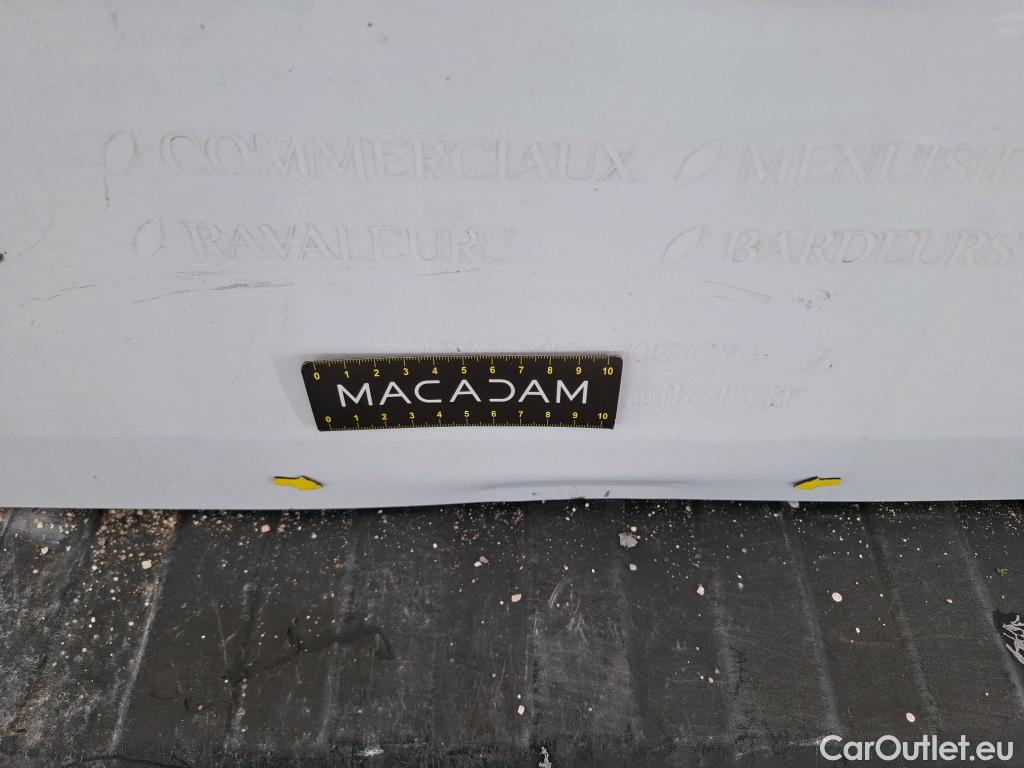 COMMERCIAUX MENUISIE
RAVALEURS BARDEURS
0 1 2 3 4 5 6 7 8 9 10
MACADAM
0 1 2 3 4 5 6 7 8 9 10
CarOutlet.eu